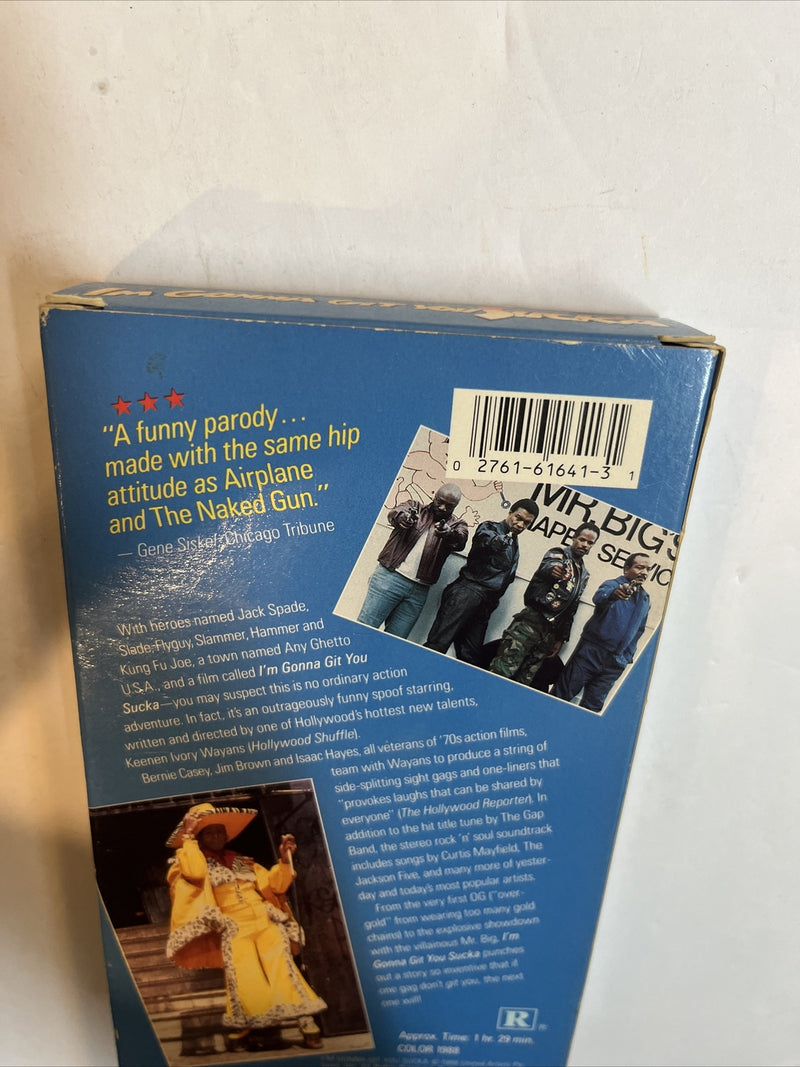 I'M GONNA GIT YOU SUCKA
"A funny parody...
made with the same hip
attitude as Airplane
and The Naked Gun."
— Gene Siskel, Chicago Tribune
0 2761-61641-3 1
MR. BIG'S
APE SERVIC
With heroes named Jack Spade,
Slade, Flyguy, Slammer, Hammer and
Kung Fu Joe, a town named Any Ghetto
U.S.A., and a film called I'm Gonna Git You
Sucka—you may suspect this is no ordinary action
adventure. In fact, it's an outrageously funny spoof starring,
written and directed by one of Hollywood's hottest new talents,
Keenen Ivory Wayans (Hollywood Shuffle).
Bernie Casey, Jim Brown and Isaac Hayes, all veterans of '70s action films,
team with Wayans to produce a string of
side-splitting sight gags and one-liners that
"provokes laughs that can be shared by
everyone" (The Hollywood Reporter). In
addition to the hit title tune by The Gap
Band, the stereo rock 'n' soul soundtrack
includes songs by Curtis Mayfield, The
Jackson Five, and many more of yester-
day and today's most popular artists.
From the very first OG ("over-
gold" from wearing too many gold
chains) to the explosive showdown
with the villainous Mr. Big, I'm
Gonna Git You Sucka punches
out a story so inventive that if
one gag don't git you, the next
one will!
R
Approx. Time: 1 hr. 29 min.
COLOR 1988